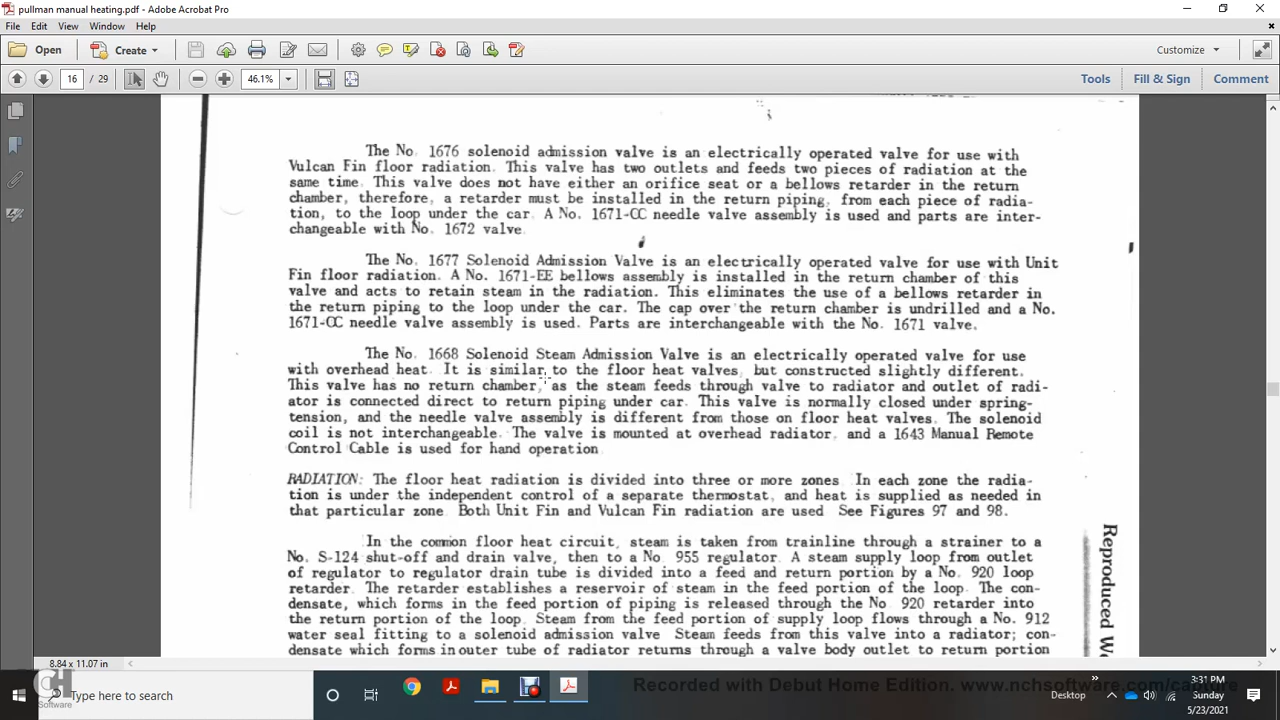 pullman manual heating.pdf - Adobe Acrobat Pro
File Edit View Window Help
Open Create Customize
16 / 29 46.1% Tools Fill & Sign Comment
The No. 1676 solenoid admission valve is an electrically operated valve for use with
Vulcan Fin floor radiation. This valve has two outlets and feeds two pieces of radiation at the
same time. This valve does not have either an orifice seat or a bellows retarder in the return
chamber, therefore, a retarder must be installed in the return piping, from each piece of radia-
tion, to the loop under the car. A No. 1671-CC needle valve assembly is used and parts are inter-
changeable with No. 1672 valve.
The No. 1677 Solenoid Admission Valve is an electrically operated valve for use with Unit
Fin floor radiation. A No. 1671-EE bellows assembly is installed in the return chamber of this
valve and acts to retain steam in the radiation. This eliminates the use of a bellows retarder in
the return piping to the loop under the car. The cap over the return chamber is undrilled and a No.
1671-CC needle valve assembly is used. Parts are interchangeable with the No. 1671 valve.
The No. 1668 Solenoid Steam Admission Valve is an electrically operated valve for use
with overhead heat. It is similar to the floor heat valves, but constructed slightly different.
This valve has no return chamber, as the steam feeds through valve to radiator and outlet of radi-
ator is connected direct to return piping under car. This valve is normally closed under spring-
tension, and the needle valve assembly is different from those on floor heat valves. The solenoid
coil is not interchangeable. The valve is mounted at overhead radiator, and a 1643 Manual Remote
Control Cable is used for hand operation
RADIATION: The floor heat radiation is divided into three or more zones. In each zone the radia-
tion is under the independent control of a separate thermostat, and heat is supplied as needed in
that particular zone. Both Unit Fin and Vulcan Fin radiation are used See Figures 97 and 98.
In the common floor heat circuit, steam is taken from trainline through a strainer to a
No. S-124 shut-off and drain valve, then to a No. 955 regulator. A steam supply loop from outlet
of regulator to regulator drain tube is divided into a feed and return portion by a No. 920 loop
retarder. The retarder establishes a reservoir of steam in the feed portion of the loop. The con-
densate, which forms in the feed portion of piping is released through the No 920 retarder into
the return portion of the loop. Steam from the feed portion of supply loop flows through a No. 912
water seal fitting to a solenoid admission valve Steam feeds from this valve into a radiator; con-
densate which forms in outer tube of radiator returns through a valve body outlet to return portion
Reproduced
8.84 x 11.07 in
Software
Type here to search
Recorded with Debut Home Edition. www.nchsoftware.com/capture
Desktop
3:31 PM
Sunday
5/23/2021